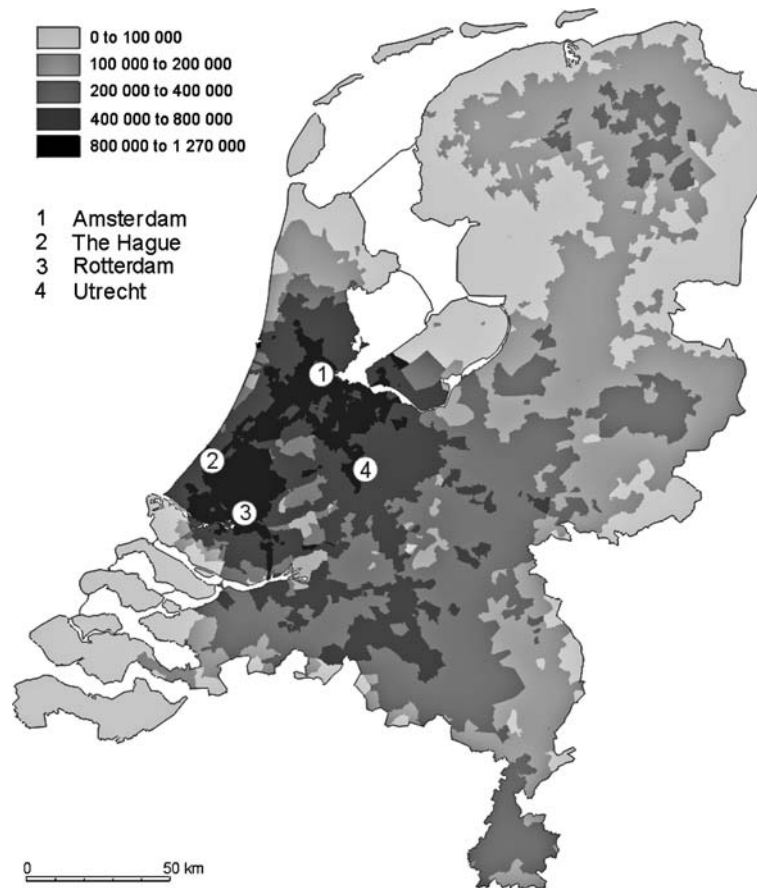 0 to 100 000
100 000 to 200 000
200 000 to 400 000
400 000 to 800 000
800 000 to 1 270 000
1 Amsterdam
2 The Hague
3 Rotterdam
4 Utrecht
1
2
4
3
0 50 km